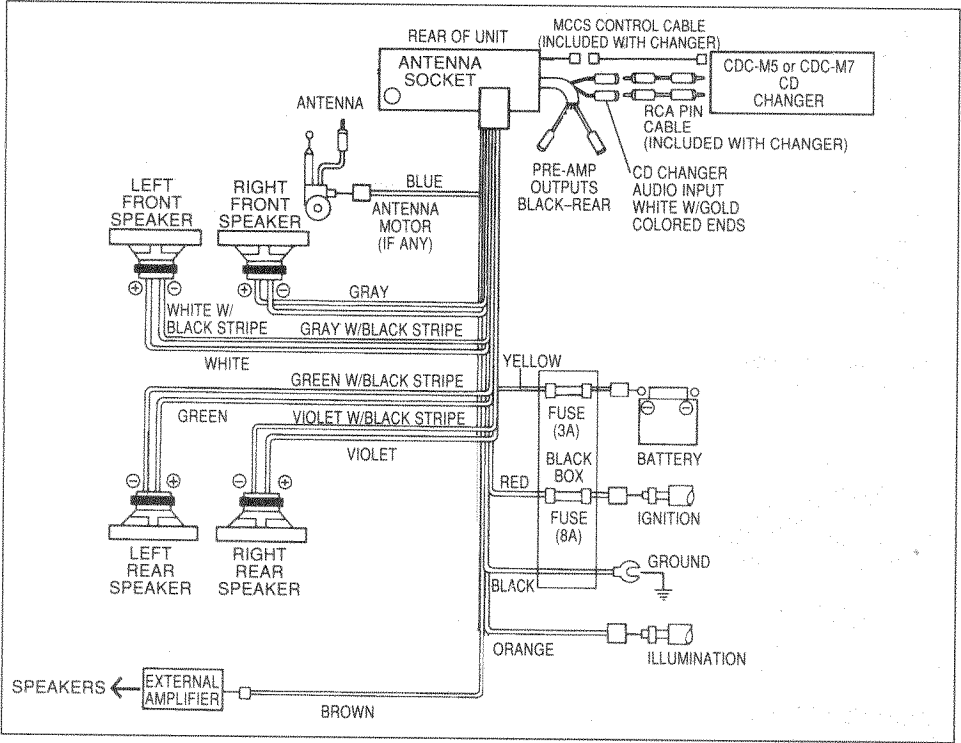 MCCS CONTROL CABLE
(INCLUDED WITH CHANGER)
REAR OF UNIT
ANTENNA
SOCKET
CDC-M5 or CDC-M7
CD
CHANGER
RCA PIN
CABLE
(INCLUDED WITH CHANGER)
ANTENNA
PRE-AMP
OUTPUTS
BLACK–REAR
CD CHANGER
AUDIO INPUT
WHITE W/GOLD
COLORED ENDS
BLUE
ANTENNA
MOTOR
(IF ANY)
LEFT
FRONT
SPEAKER
RIGHT
FRONT
SPEAKER
+
−
+
−
GRAY
WHITE W/
BLACK STRIPE
GRAY W/BLACK STRIPE
WHITE
YELLOW
GREEN W/BLACK STRIPE
GREEN
VIOLET W/BLACK STRIPE
VIOLET
FUSE
(3A)
−
−
BATTERY
BLACK
BOX
RED
FUSE
(8A)
IGNITION
−
+
−
+
LEFT
REAR
SPEAKER
RIGHT
REAR
SPEAKER
GROUND
BLACK
ORANGE
ILLUMINATION
SPEAKERS
EXTERNAL
AMPLIFIER
BROWN